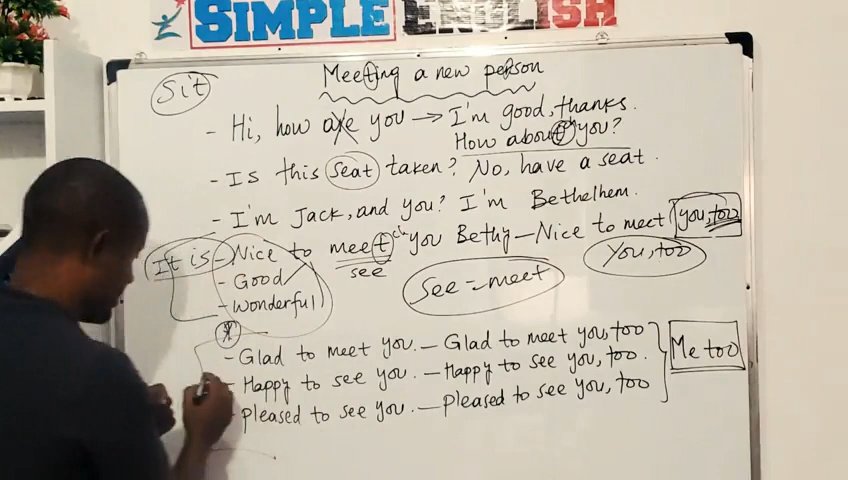 SIMPLE ENGLISH
Sit
Meeting a new person
- Hi, how are you → I'm good, thanks.
How about you?
ch
- Is this seat taken? No, have a seat.
- I'm Jack, and you? I'm Bethelhem.
It is - Nice to meet you Bethy - Nice to meet you, too
ch
see
You, too
- Good
See = meet
- wonderful
*
- Glad to meet you. - Glad to meet you, too
Me too
- Happy to see you. - Happy to see you, too.
- Pleased to see you. - Pleased to see you, too